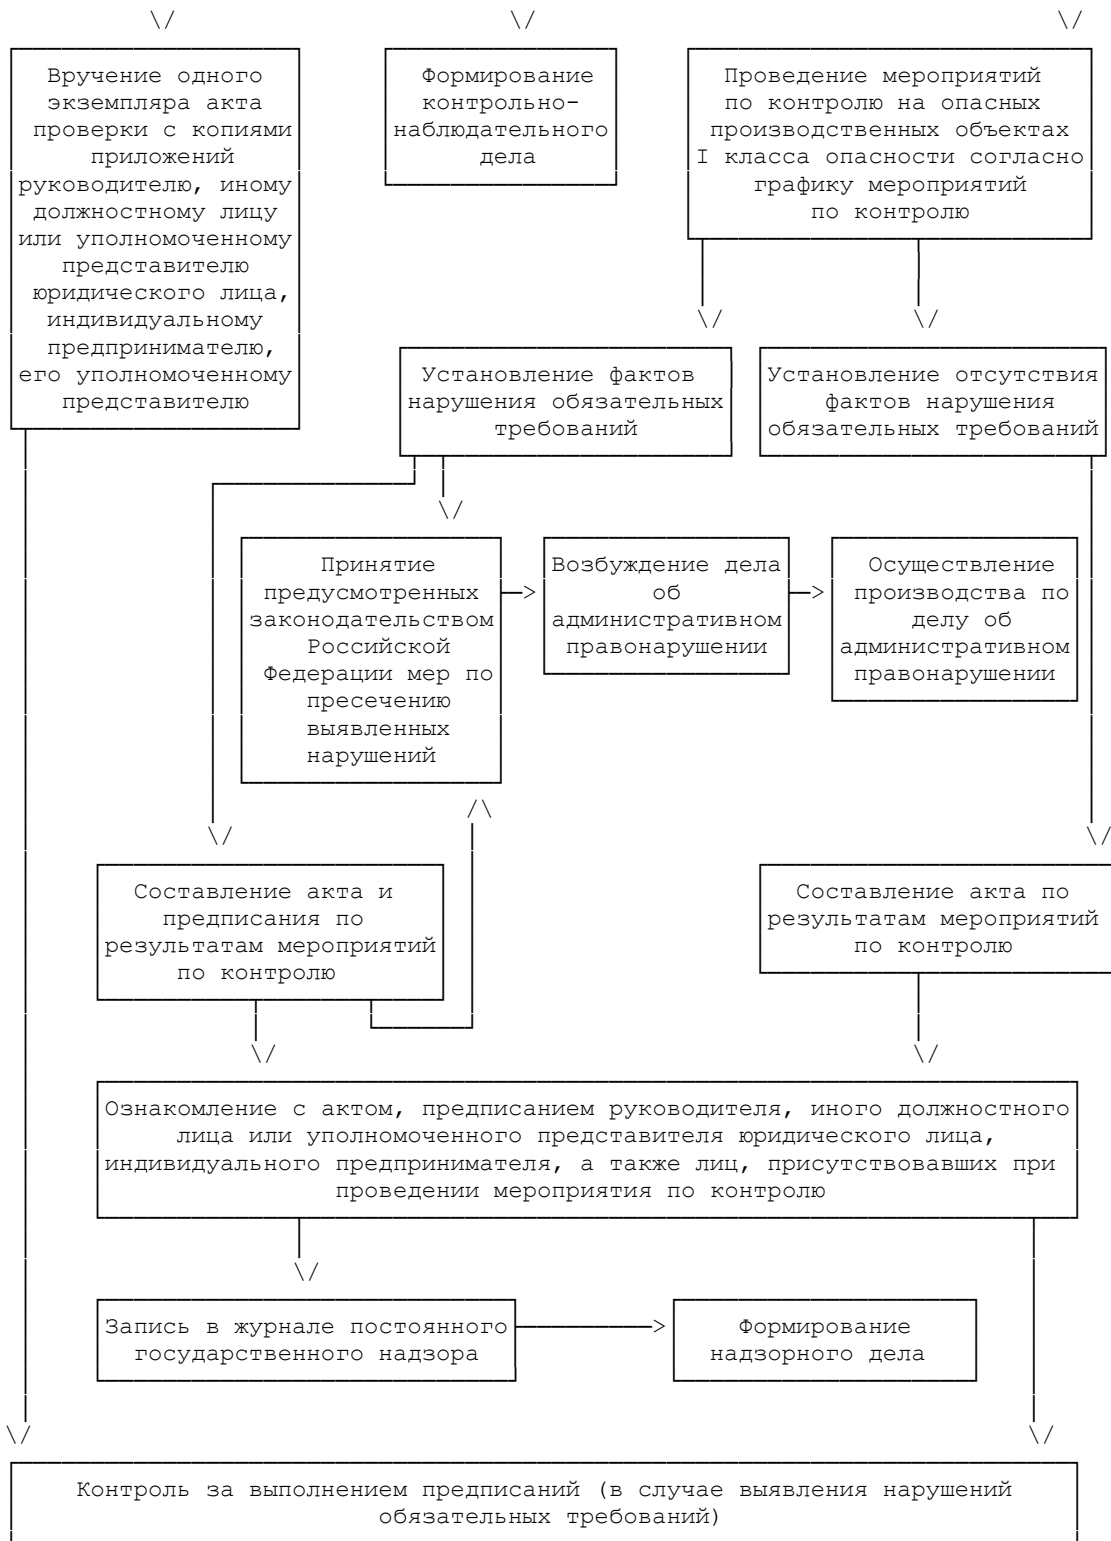 Вручение одного
экземпляра акта
проверки с копиями
приложений
руководителю, иному
должностному лицу
или уполномоченному
представителю
юридического лица,
индивидуальному
предпринимателю,
его уполномоченному
представителю
Формирование
контрольно-
наблюдательного
дела
Проведение мероприятий
по контролю на опасных
производственных объектах
I класса опасности согласно
графику мероприятий
по контролю
Установление фактов
нарушения обязательных
требований
Установление отсутствия
фактов нарушения
обязательных требований
Принятие
предусмотренных
законодательством
Российской
Федерации мер по
пресечению
выявленных
нарушений
Возбуждение дела
об
административном
правонарушении
Осуществление
производства по
делу об
административном
правонарушении
Составление акта и
предписания по
результатам мероприятий
по контролю
Составление акта по
результатам мероприятий
по контролю
Ознакомление с актом, предписанием руководителя, иного должностного
лица или уполномоченного представителя юридического лица,
индивидуального предпринимателя, а также лиц, присутствовавших при
проведении мероприятия по контролю
Запись в журнале постоянного
государственного надзора
Формирование
надзорного дела
Контроль за выполнением предписаний (в случае выявления нарушений
обязательных требований)